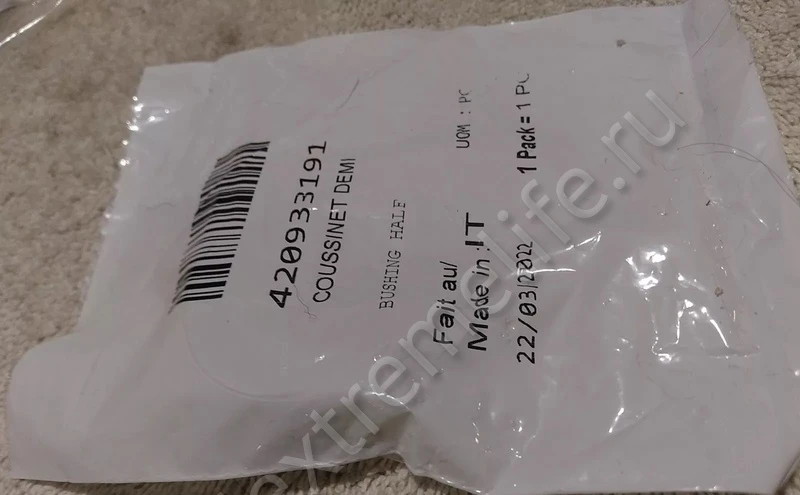 420933191
COUSSINET DEMI
BUSHING HALF
UOM : PC
Fait au/
Made in : IT
22/03/2022
1 Pack = 1 PC
extremelife.ru